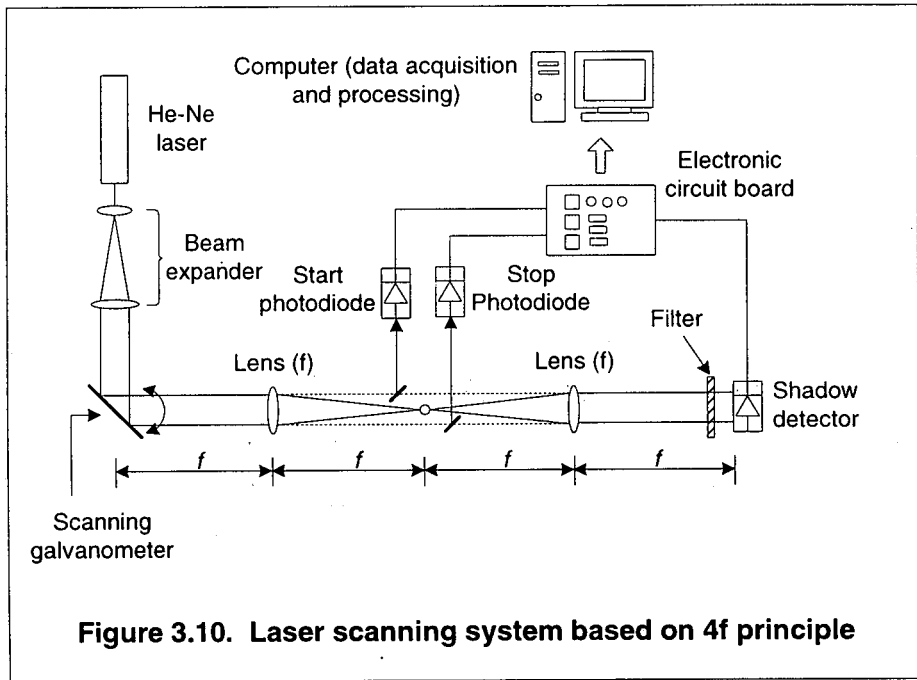 Computer (data acquisition
and processing)
He-Ne
laser
Electronic
circuit board
Beam
expander
Start
photodiode
Stop
Photodiode
Filter
Lens (f)
Lens (f)
Shadow
detector
f
f
f
f
Scanning
galvanometer
Figure 3.10. Laser scanning system based on 4f principle